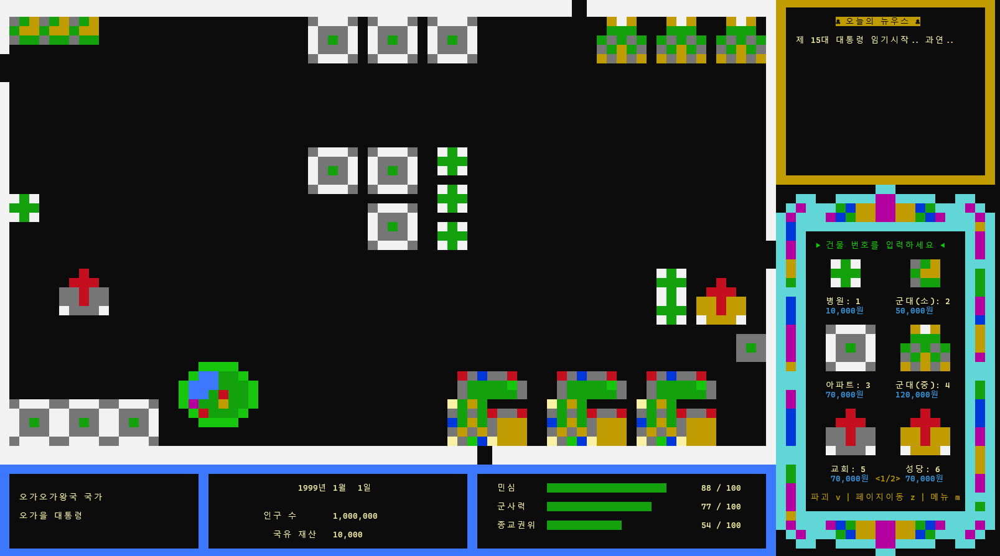 오늘의 뉴우스
제 15대 대통령 임기시작.. 과연..
▶ 건물 번호를 입력하세요 ◀
병원: 1 군대(소): 2
10,000원 50,000원
아파트: 3 군대(중): 4
70,000원 120,000원
교회: 5 성당: 6
70,000원 <1/2> 70,000원
파괴 v | 페이지이동 z | 메뉴 m
오가오가왕국 국가
오가을 대통령
1999년 1월 1일
인구 수 1,000,000
국유 재산 10,000
민심 88 / 100
군사력 77 / 100
종교권위 54 / 100